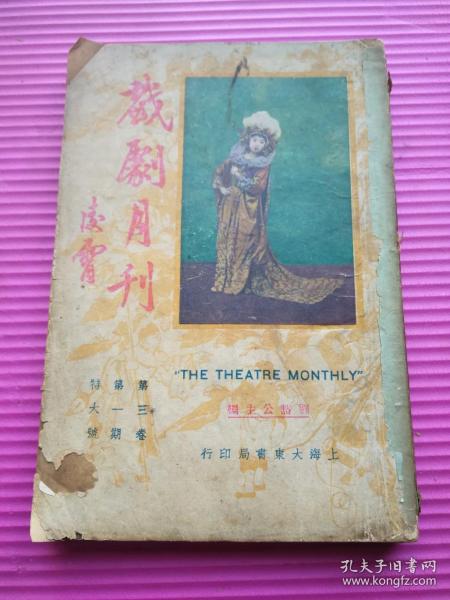 戲劇月刊
凌霄
"THE THEATRE MONTHLY"
劉豁公主編
第三卷
第一期
特大號
上海大東書局印行
孔夫子旧书网
www.kongfz.com